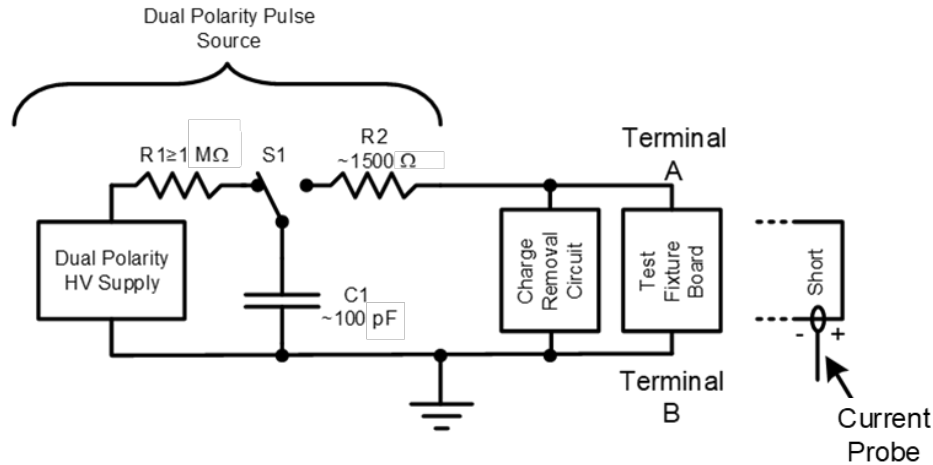 Dual Polarity Pulse
Source
R1≥1 MΩ
S1
R2
~1500 Ω
Terminal
A
Dual Polarity
HV Supply
C1
~100 pF
Charge
Removal
Circuit
Test
Fixture
Board
Short
- +
Terminal
B
Current
Probe